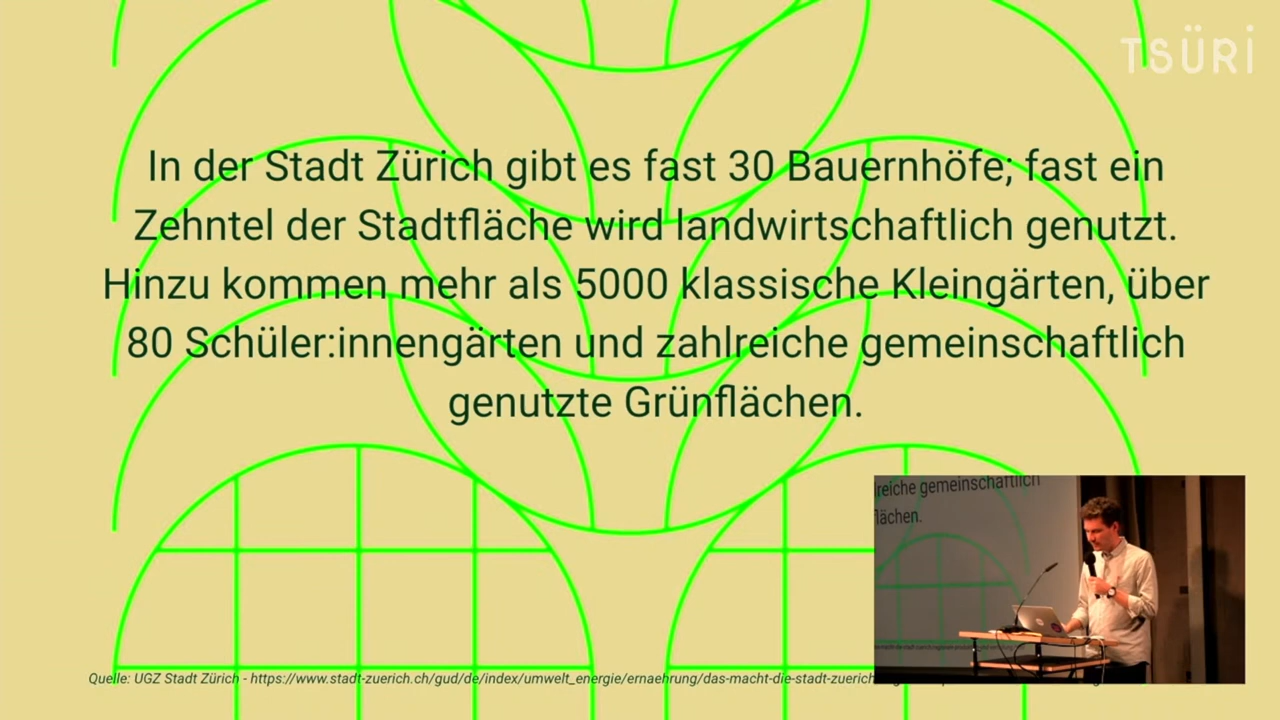 TSÜRI
In der Stadt Zürich gibt es fast 30 Bauernhöfe; fast ein
Zehntel der Stadtfläche wird landwirtschaftlich genutzt.
Hinzu kommen mehr als 5000 klassische Kleingärten, über
80 Schüler:innengärten und zahlreiche gemeinschaftlich
genutzte Grünflächen.
lreiche gemeinschaftlich
flächen.
Quelle: UGZ Stadt Zürich - https://www.stadt-zuerich.ch/gud/de/index/umwelt_energie/ernaehrung/das-macht-die-stadt-zuerich